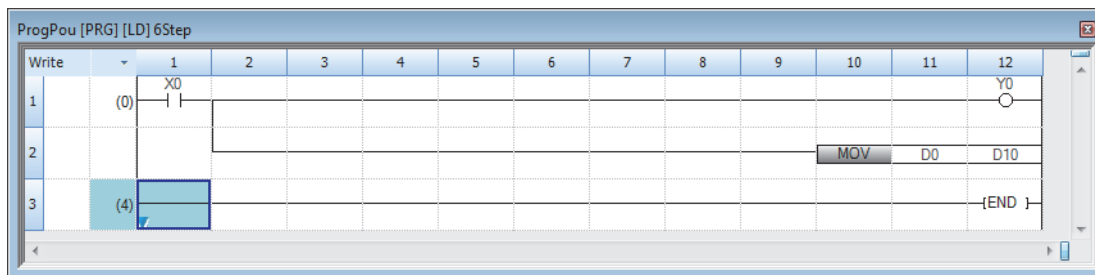 ProgPou [PRG] [LD] 6Step
Write 1 2 3 4 5 6 7 8 9 10 11 12
1 (0) X0 Y0
2 MOV D0 D10
3 (4) {END }